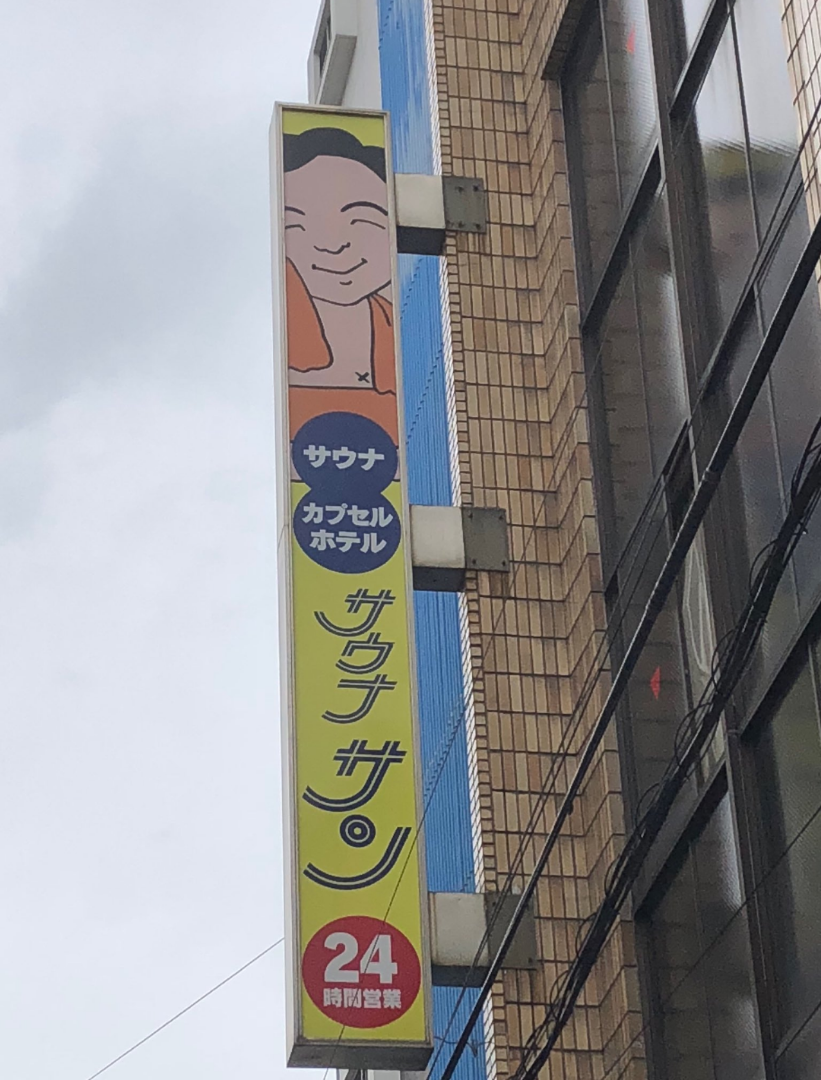 サウナ
カプセル
ホテル
サウナ
サン
24
時間営業